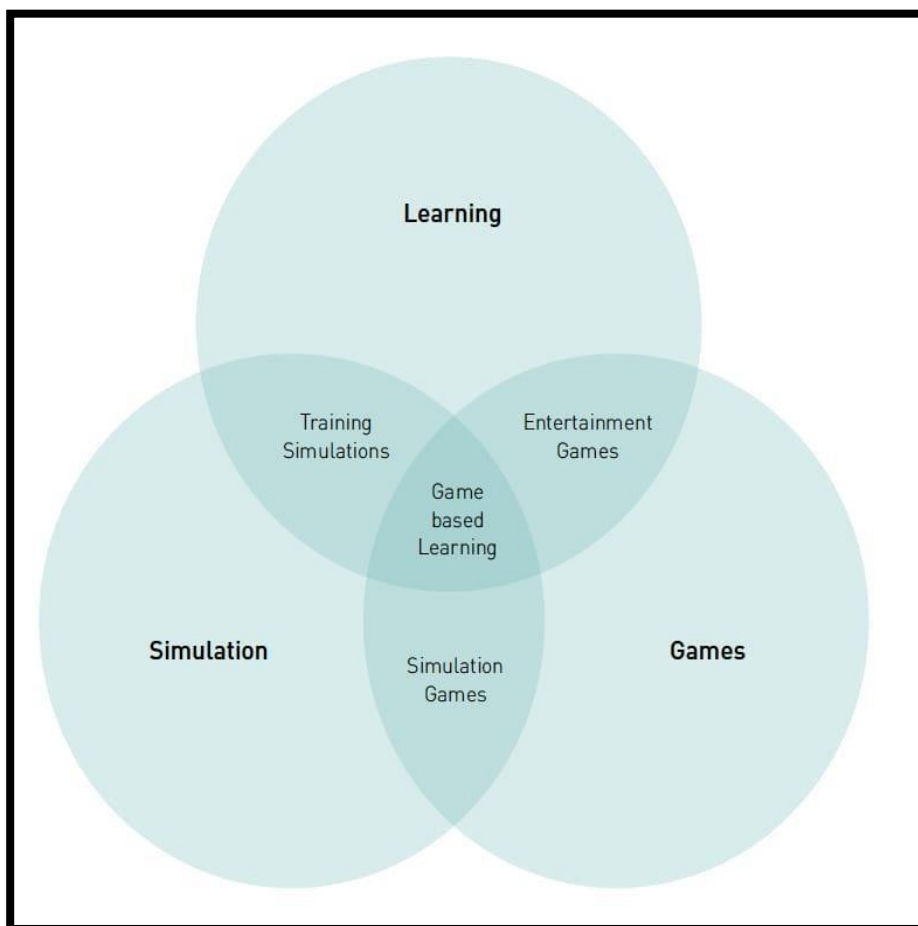 Learning
Training
Simulations
Entertainment
Games
Game
based
Learning
Simulation
Games
Simulation
Games